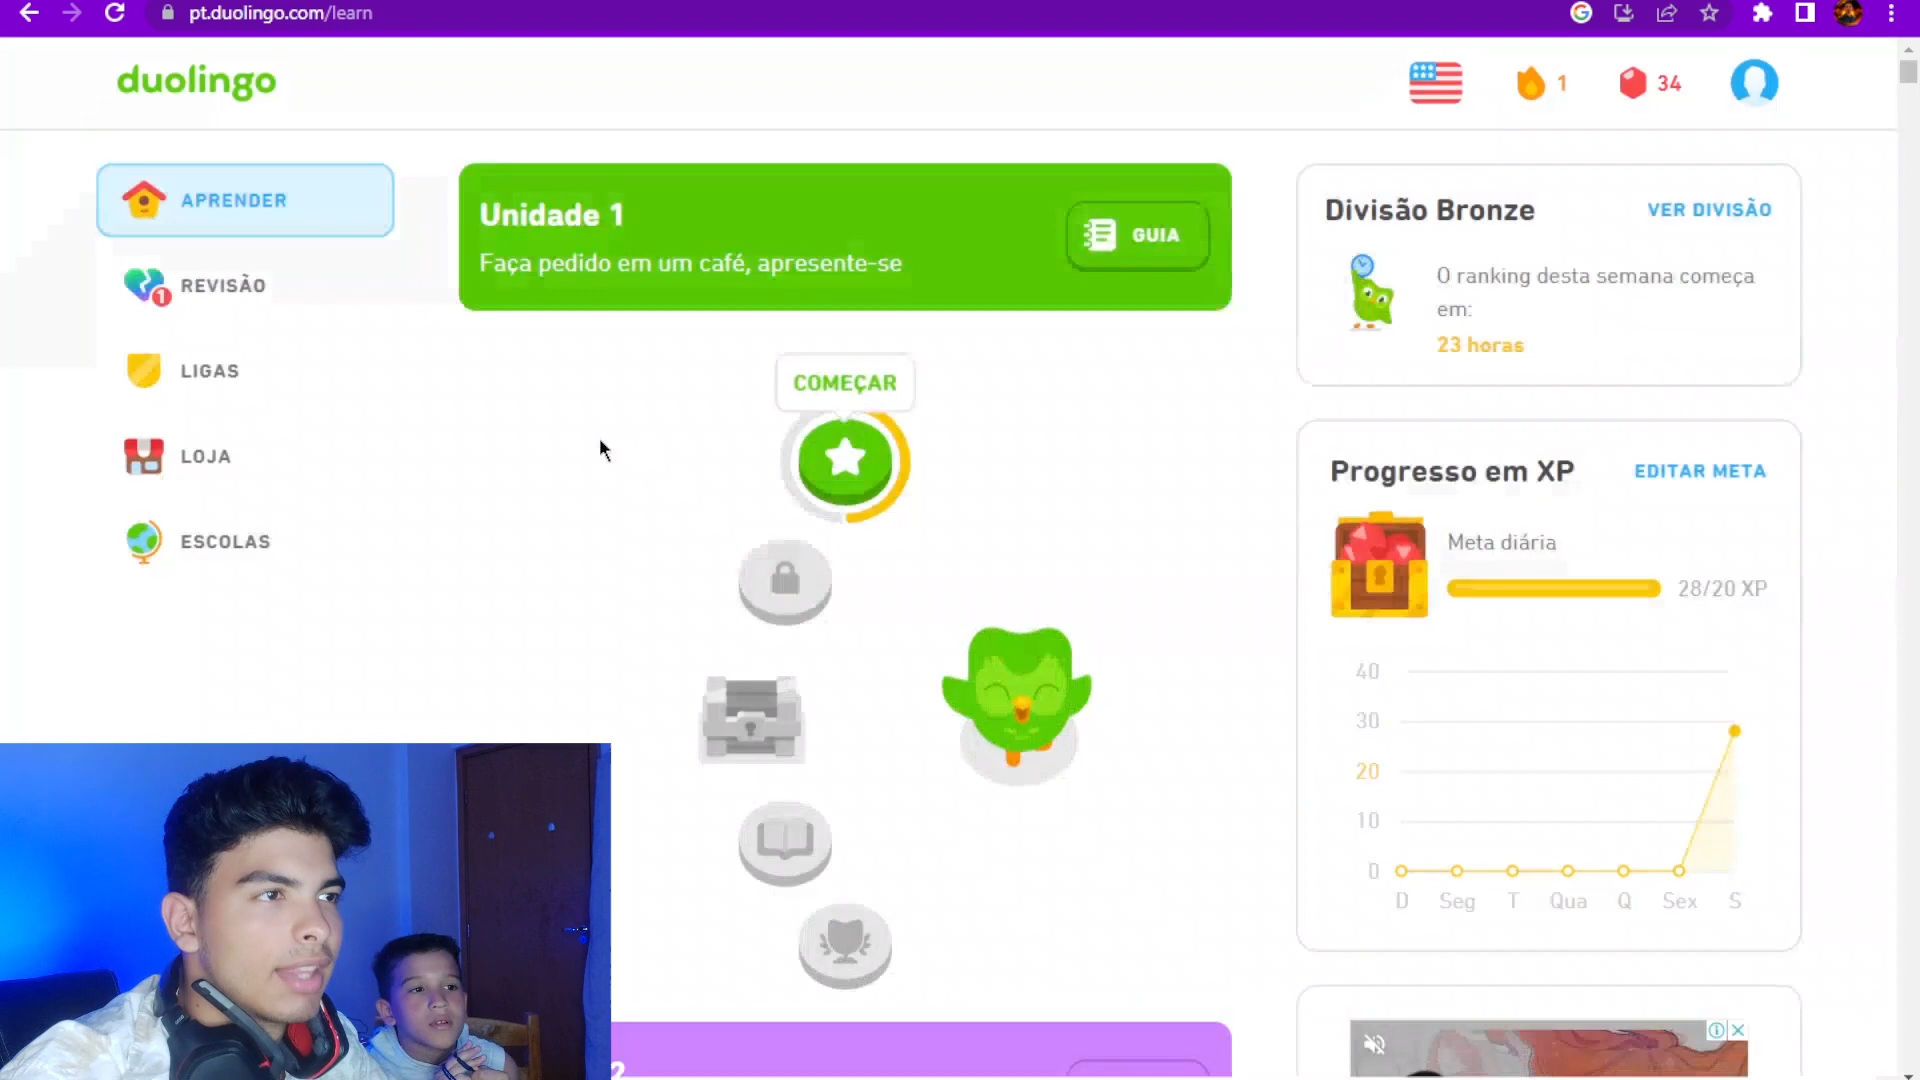 pt.duolingo.com/learn
duolingo
1
34
APRENDER
REVISÃO
1
LIGAS
LOJA
ESCOLAS
Unidade 1
Faça pedido em um café, apresente-se
GUIA
COMEÇAR
Divisão Bronze
VER DIVISÃO
O ranking desta semana começa
em:
23 horas
Progresso em XP
EDITAR META
Meta diária
28/20 XP
40
30
20
10
0
D Seg T Qua Q Sex S
2